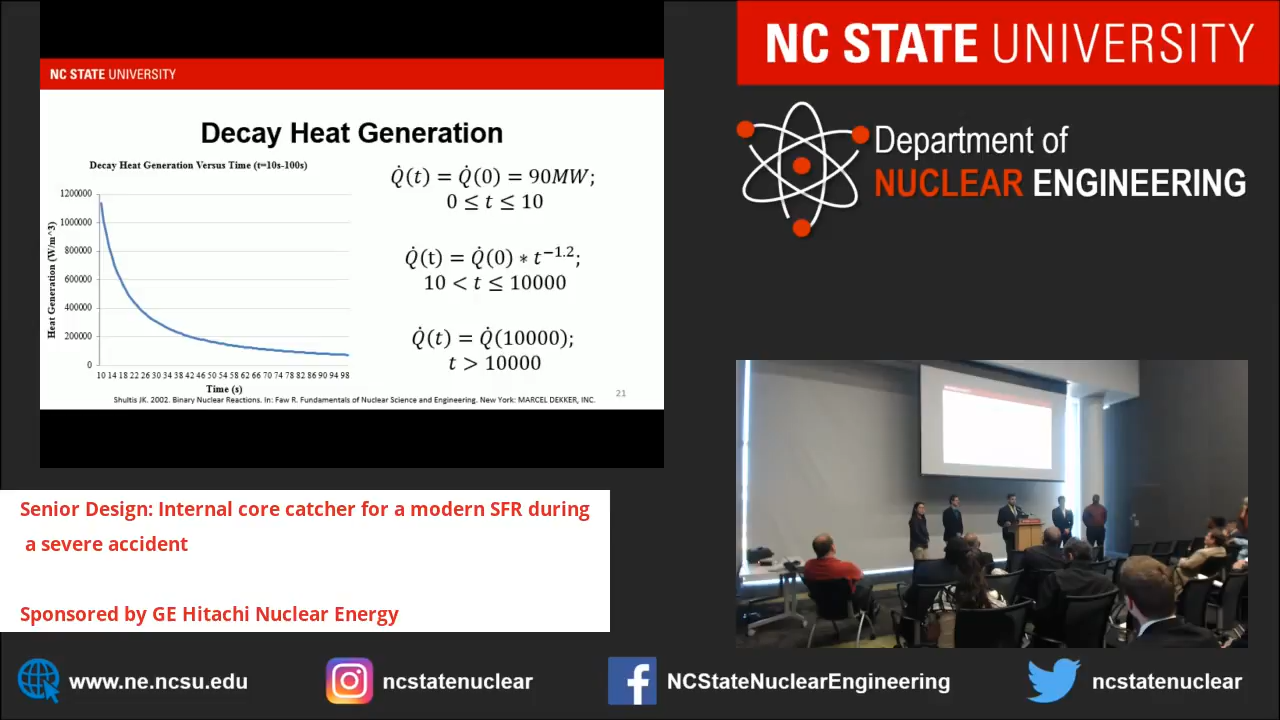 NC STATE UNIVERSITY
Decay Heat Generation
Decay Heat Generation Versus Time (t=10s-100s)
Heat Generation (W/m^3)
1200000
1000000
800000
600000
400000
200000
0
10 14 18 22 26 30 34 38 42 46 50 54 58 62 66 70 74 78 82 86 90 94 98
Time (s)
Q̇(t) = Q̇(0) = 90MW;
0 ≤ t ≤ 10
Q̇(t) = Q̇(0) * t^−1.2;
10 < t ≤ 10000
Q̇(t) = Q̇(10000);
t > 10000
Shultis JK. 2002. Binary Nuclear Reactions. In: Faw R. Fundamentals of Nuclear Science and Engineering. New York: MARCEL DEKKER, INC.
21
NC STATE UNIVERSITY
Department of
NUCLEAR ENGINEERING
Senior Design: Internal core catcher for a modern SFR during
a severe accident
Sponsored by GE Hitachi Nuclear Energy
www.ne.ncsu.edu
ncstatenuclear
NCStateNuclearEngineering
ncstatenuclear